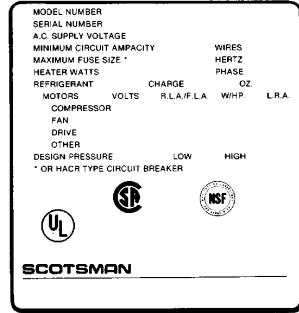 MODEL NUMBER
SERIAL NUMBER
A.C. SUPPLY VOLTAGE
MINIMUM CIRCUIT AMPACITY WIRES
MAXIMUM FUSE SIZE * HERTZ
HEATER WATTS PHASE
REFRIGERANT CHARGE OZ.
MOTORS VOLTS R.L.A./F.L.A. W/HP. L.R.A.
COMPRESSOR
FAN
DRIVE
OTHER
DESIGN PRESSURE LOW HIGH
* OR HACR TYPE CIRCUIT BREAKER
SA
NSF
UL
SCOTSMAN